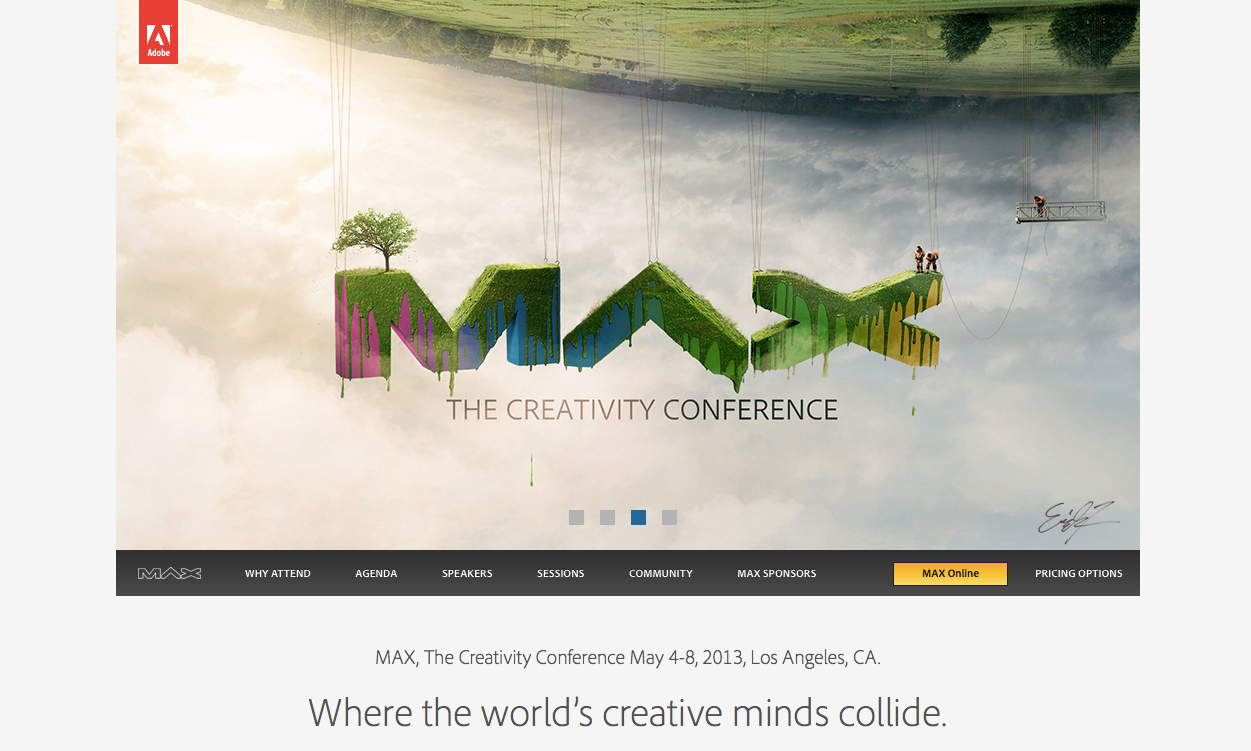 Adobe
MAX
THE CREATIVITY CONFERENCE
MAX
WHY ATTEND
AGENDA
SPEAKERS
SESSIONS
COMMUNITY
MAX SPONSORS
MAX Online
PRICING OPTIONS
MAX, The Creativity Conference May 4-8, 2013, Los Angeles, CA.
Where the world's creative minds collide.